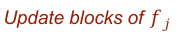 Update blocks of f j